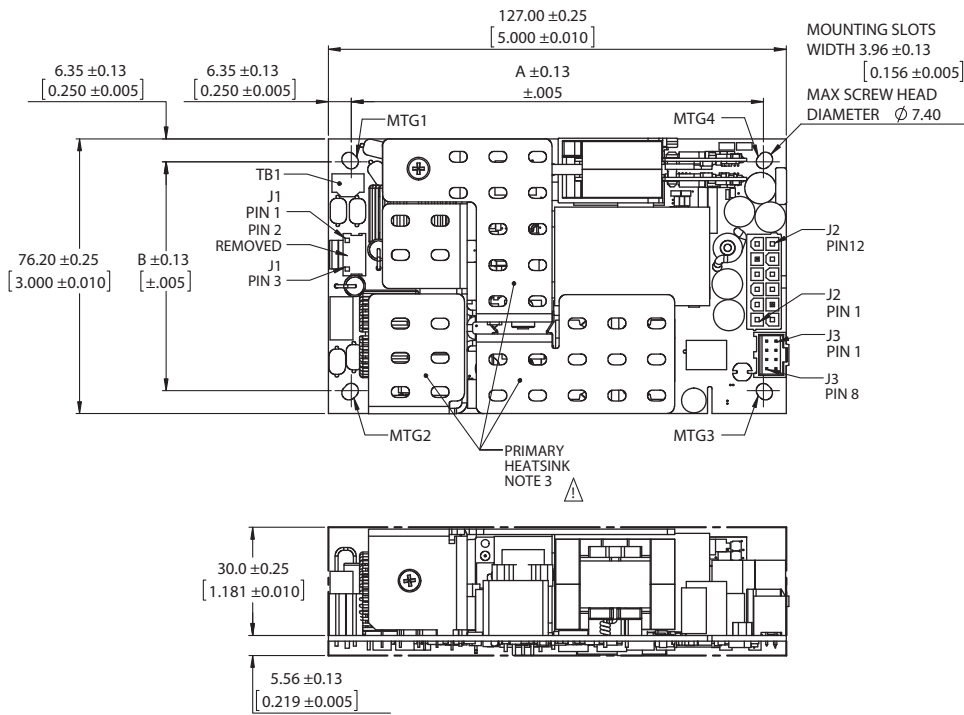 127.00 ±0.25
[5.000 ±0.010]
MOUNTING SLOTS
WIDTH 3.96 ±0.13
[0.156 ±0.005]
MAX SCREW HEAD
DIAMETER Ø 7.40
6.35 ±0.13
[0.250 ±0.005]
6.35 ±0.13
[0.250 ±0.005]
A ±0.13
±.005
MTG1
MTG4
TB1
J1
PIN 1
PIN 2
REMOVED
J1
PIN 3
76.20 ±0.25
[3.000 ±0.010]
B ±0.13
[±.005]
J2
PIN12
J2
PIN 1
J3
PIN 1
J3
PIN 8
MTG2
MTG3
PRIMARY
HEATSINK
NOTE 3
!
30.0 ±0.25
[1.181 ±0.010]
5.56 ±0.13
[0.219 ±0.005]